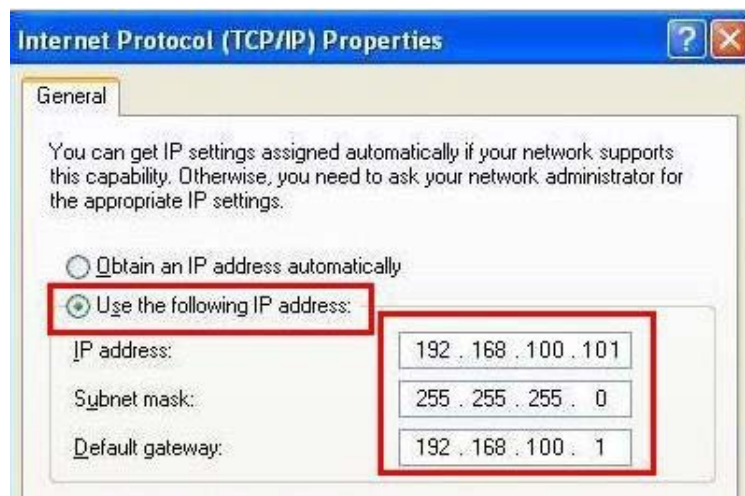 Internet Protocol (TCP/IP) Properties
General
You can get IP settings assigned automatically if your network supports
this capability. Otherwise, you need to ask your network administrator for
the appropriate IP settings.
Obtain an IP address automatically
Use the following IP address:
IP address: 192 . 168 . 100 . 101
Subnet mask: 255 . 255 . 255 . 0
Default gateway: 192 . 168 . 100 . 1